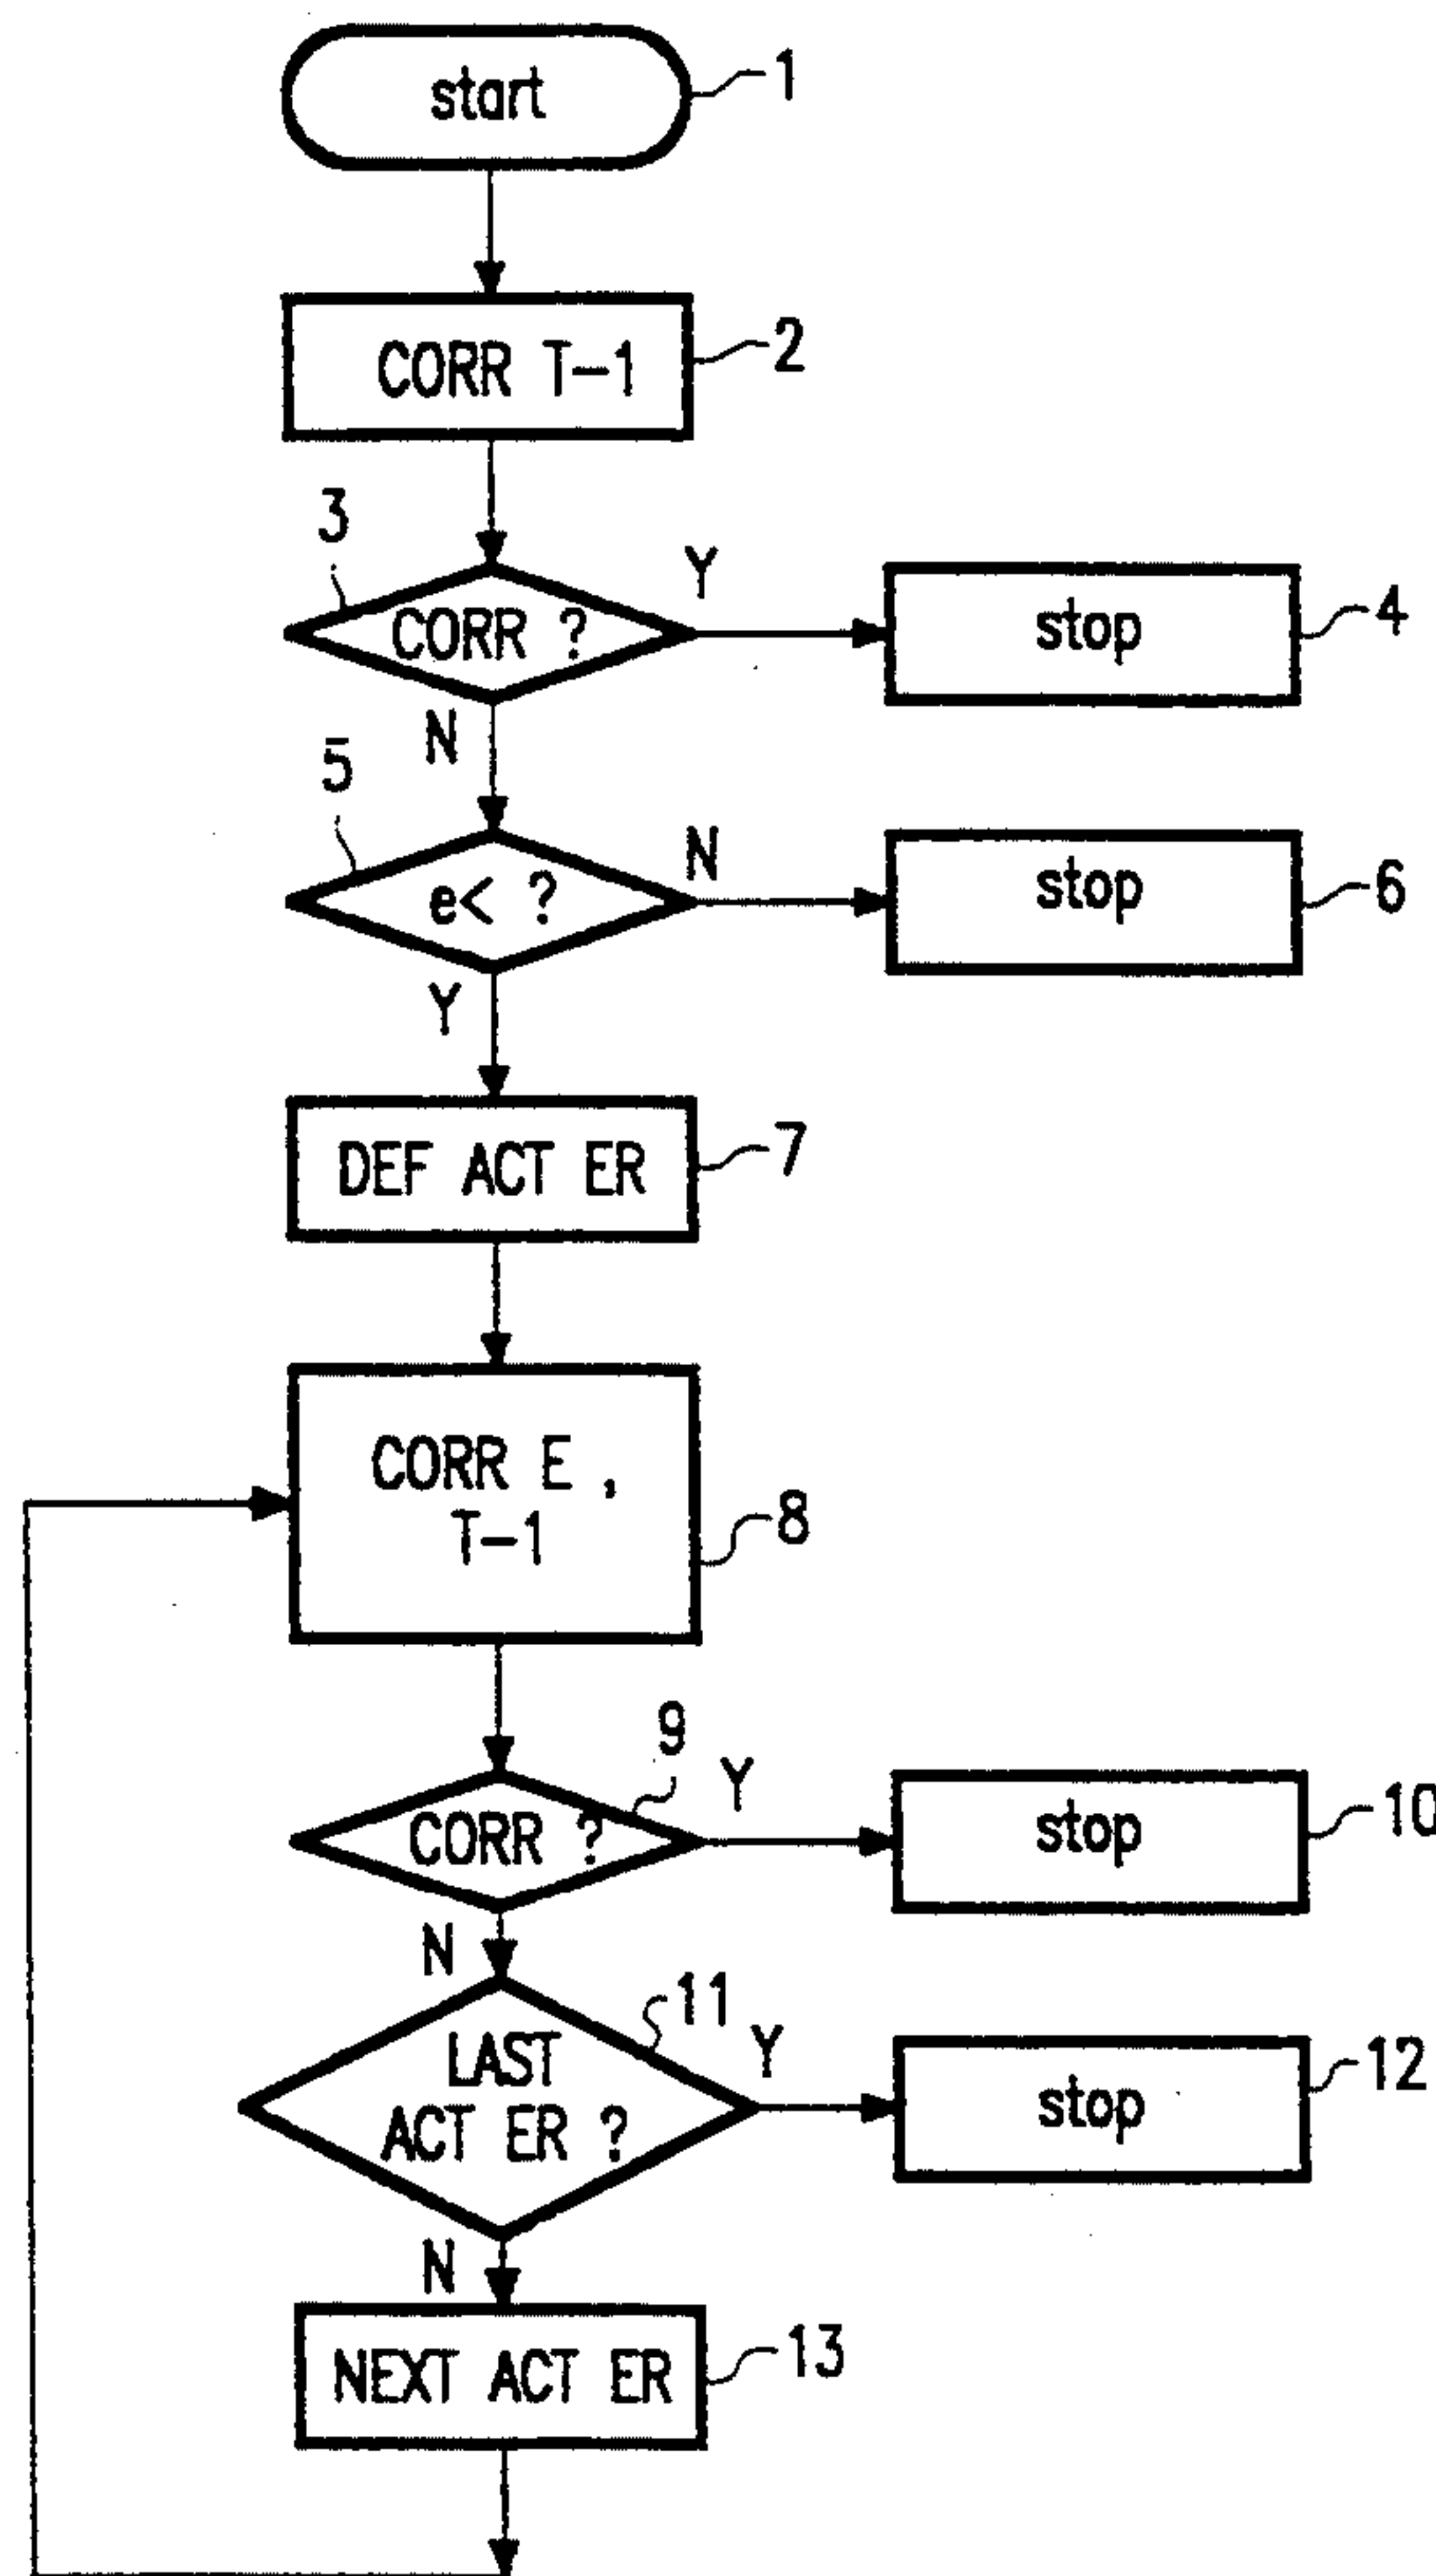 start
1
CORR T-1
2
3
CORR ?
Y
stop
4
N
5
e< ?
N
stop
6
Y
DEF ACT ER
7
CORR E ,
T-1
8
9
CORR ?
Y
stop
10
N
11
LAST
ACT ER ?
Y
stop
12
N
NEXT ACT ER
13